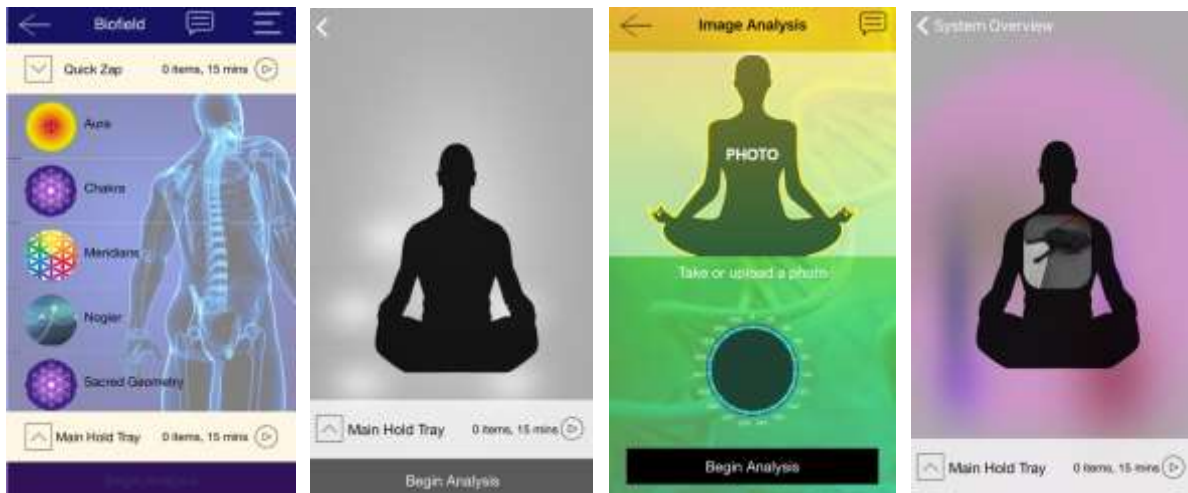 Biofield
Quick Zap 0 items, 15 mins
Aura
Chakra
Meridians
Nogier
Sacred Geometry
Main Hold Tray 0 items, 15 mins
Begin Analysis
Main Hold Tray 0 items, 15 mins
Begin Analysis
Image Analysis
PHOTO
Take or upload a photo
Begin Analysis
System Overview
Main Hold Tray 0 items, 15 mins